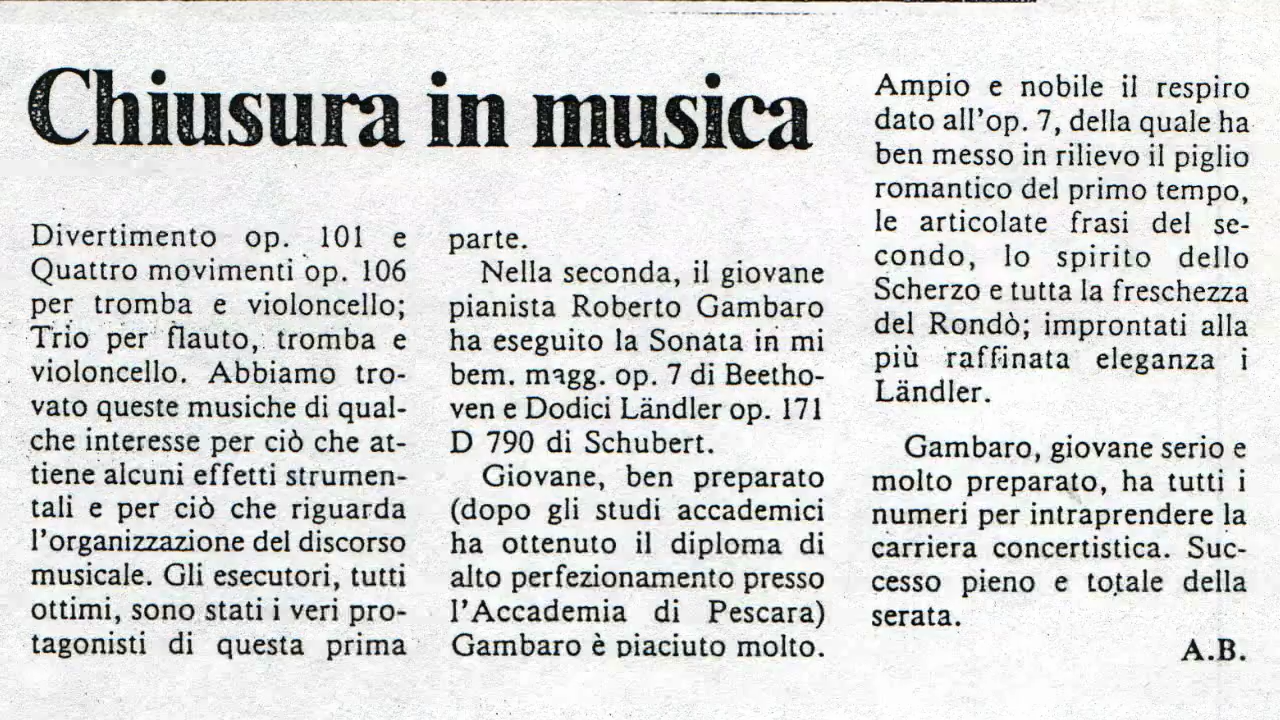 Chiusura in musica
Divertimento op. 101 e
Quattro movimenti op. 106
per tromba e violoncello;
Trio per flauto, tromba e
violoncello. Abbiamo tro-
vato queste musiche di qual-
che interesse per ciò che at-
tiene alcuni effetti strumen-
tali e per ciò che riguarda
l'organizzazione del discorso
musicale. Gli esecutori, tutti
ottimi, sono stati i veri pro-
tagonisti di questa prima
parte.
Nella seconda, il giovane
pianista Roberto Gambaro
ha eseguito la Sonata in mi
bem. magg. op. 7 di Beetho-
ven e Dodici Ländler op. 171
D 790 di Schubert.
Giovane, ben preparato
(dopo gli studi accademici
ha ottenuto il diploma di
alto perfezionamento presso
l'Accademia di Pescara)
Gambaro è piaciuto molto.
Ampio e nobile il respiro
dato all'op. 7, della quale ha
ben messo in rilievo il piglio
romantico del primo tempo,
le articolate frasi del se-
condo, lo spirito dello
Scherzo e tutta la freschezza
del Rondò; improntati alla
più raffinata eleganza i
Ländler.
Gambaro, giovane serio e
molto preparato, ha tutti i
numeri per intraprendere la
carriera concertistica. Suc-
cesso pieno e totale della
serata.
A.B.